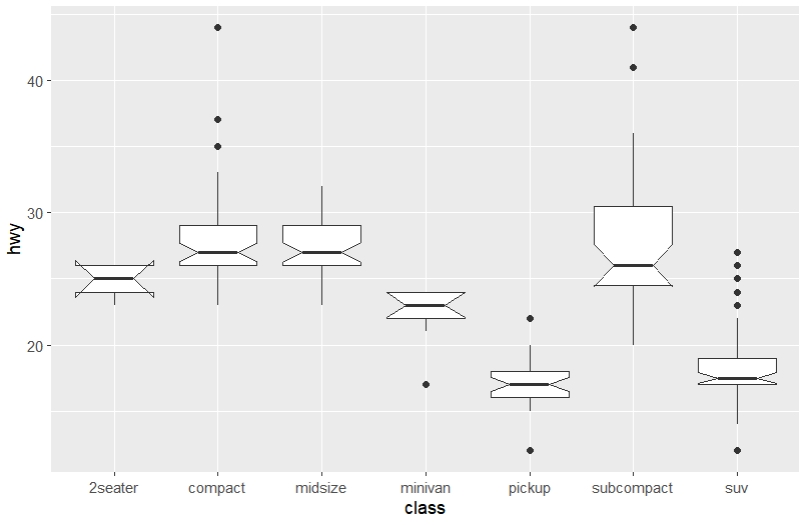 40
30
20
hwy
2seater compact midsize minivan pickup subcompact suv
class